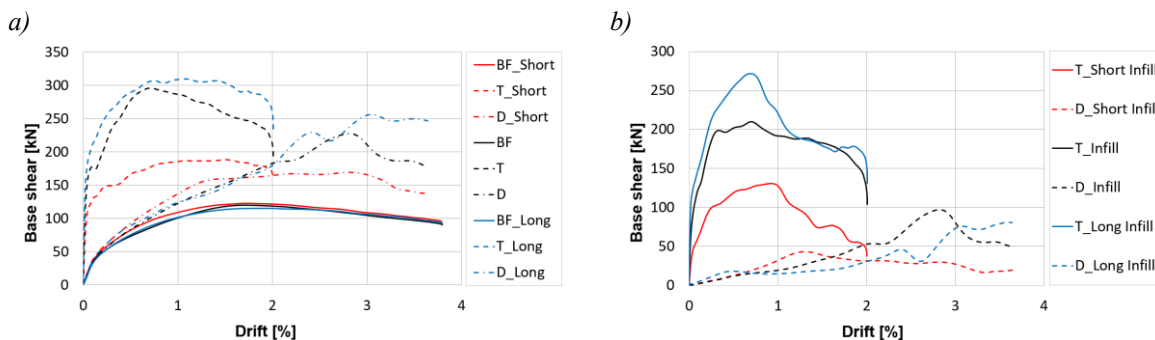 a)
350
300
250
200
150
100
50
0
Base shear [kN]
0 1 2 3 4
Drift [%]
BF_Short
T_Short
D_Short
BF
T
D
BF_Long
T_Long
D_Long
b)
300
250
200
150
100
50
0
Base shear [kN]
0 1 2 3 4
Drift [%]
T_Short Infill
D_Short Infill
T_Infill
D_Infill
T_Long Infill
D_Long Infill